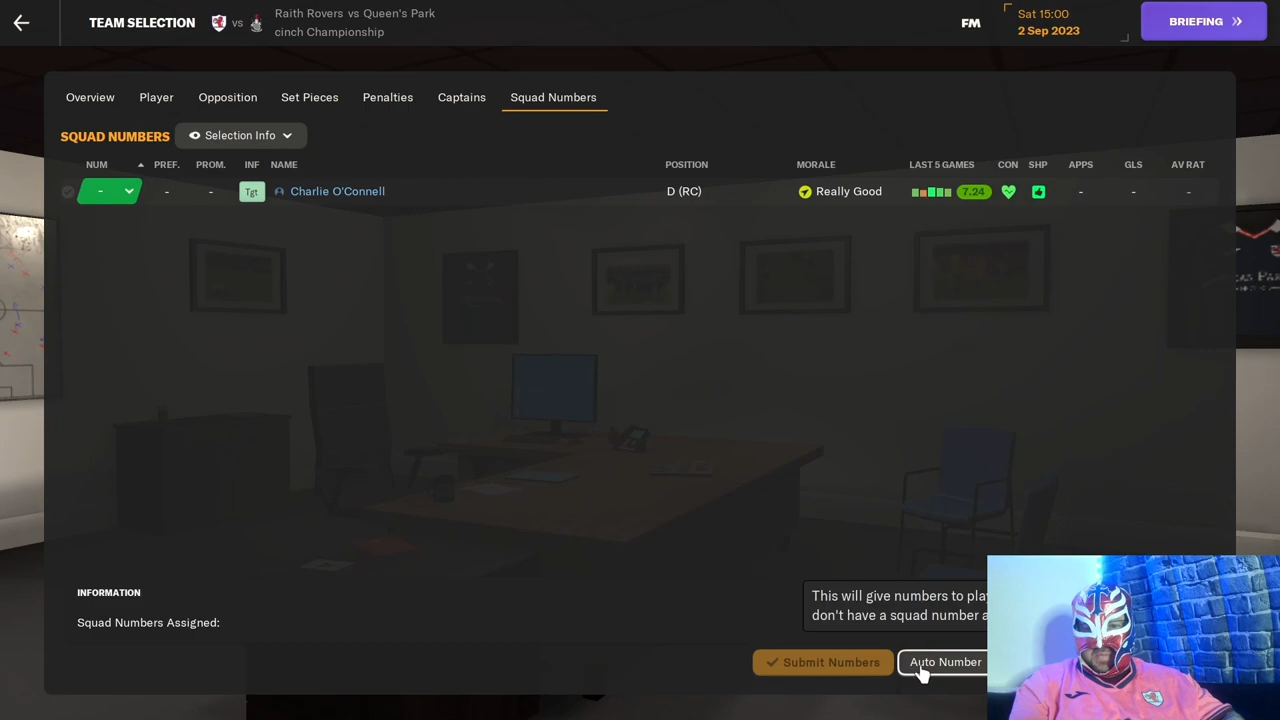 TEAM SELECTION
vs
Raith Rovers vs Queen's Park
cinch Championship
FM
Sat 15:00
2 Sep 2023
BRIEFING
Overview
Player
Opposition
Set Pieces
Penalties
Captains
Squad Numbers
SQUAD NUMBERS
Selection Info
NUM PREF. PROM. INF NAME POSITION MORALE LAST 5 GAMES CON SHP APPS GLS AV RAT
- - - Tgt Charlie O'Connell D (RC) Really Good 7.24 - - -
INFORMATION
This will give numbers to
don't have a squad number
Squad Numbers Assigned:
Submit Numbers
Auto Number